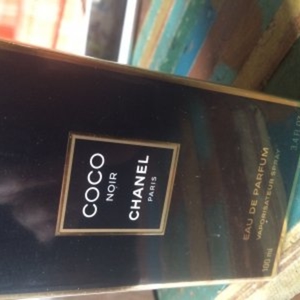 COCO
NOIR
CHANEL
PARIS
EAU DE PARFUM
VAPORISATEUR SPRAY
100 ml